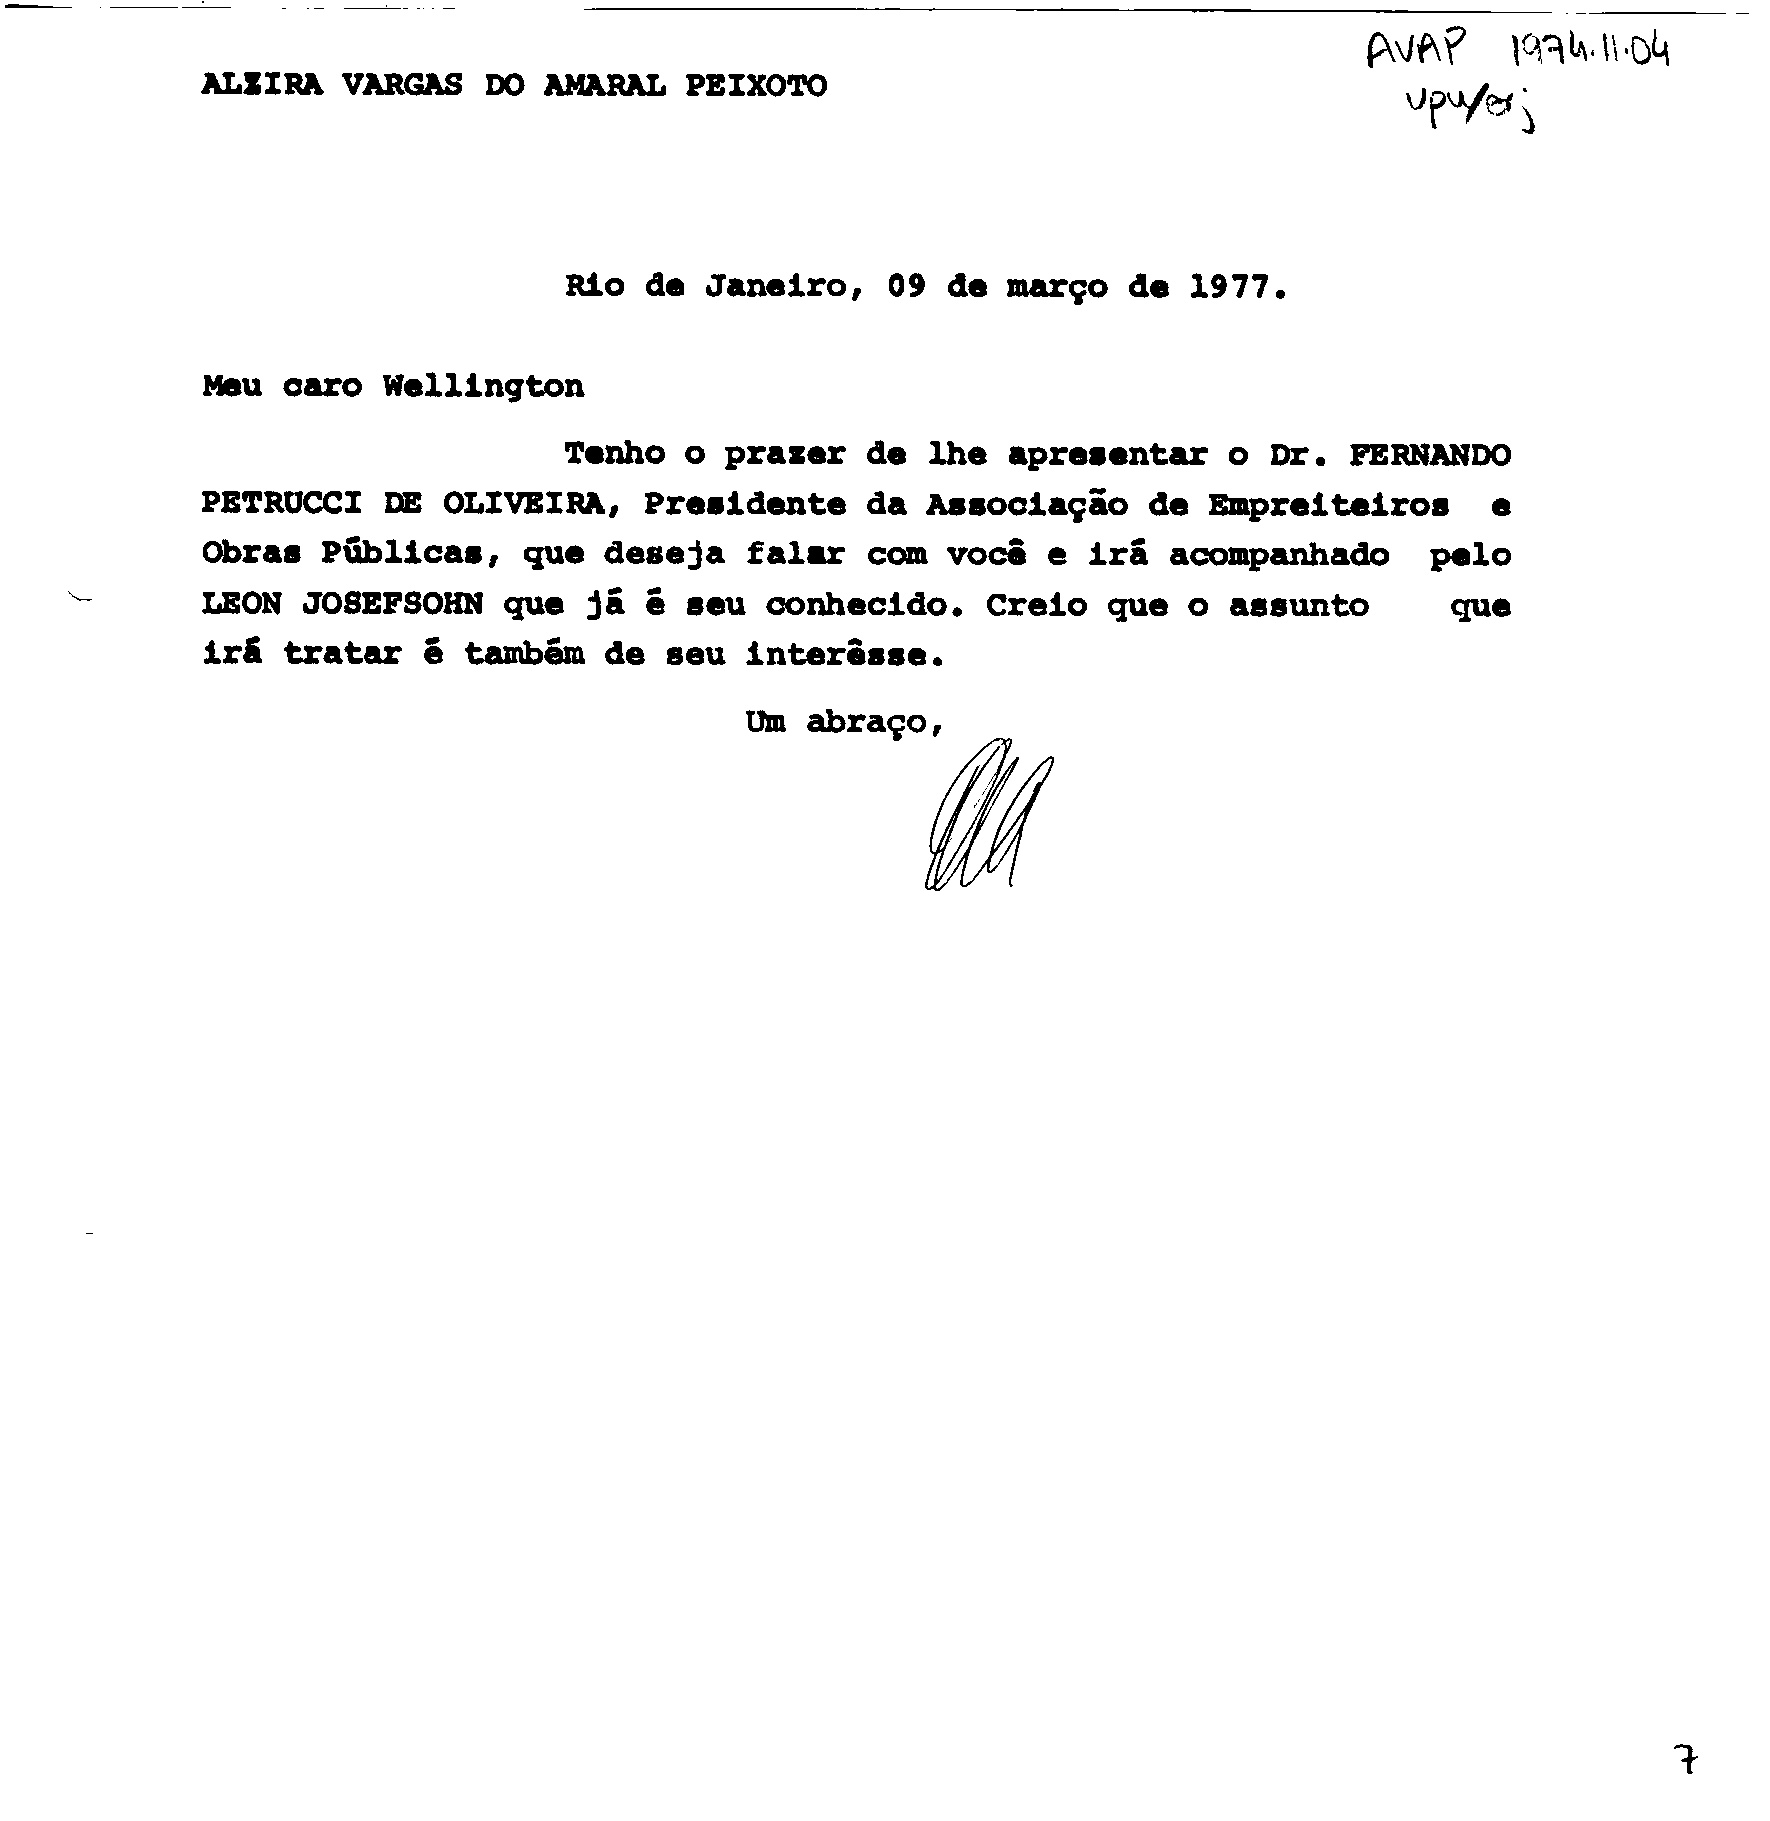 AVAP 1974.11.04
ALZIRA VARGAS DO AMARAL PEIXOTO
vpu/erj
Rio de Janeiro, 09 de março de 1977.
Meu caro Wellington
Tenho o prazer de lhe apresentar o Dr. FERNANDO
PETRUCCI DE OLIVEIRA, Presidente da Associação de Empreiteiros e
Obras Públicas, que deseja falar com você e irá acompanhado pelo
LEON JOSEFSOHN que já é seu conhecido. Creio que o assunto que
irá tratar é também de seu interêsse.
Um abraço,
7